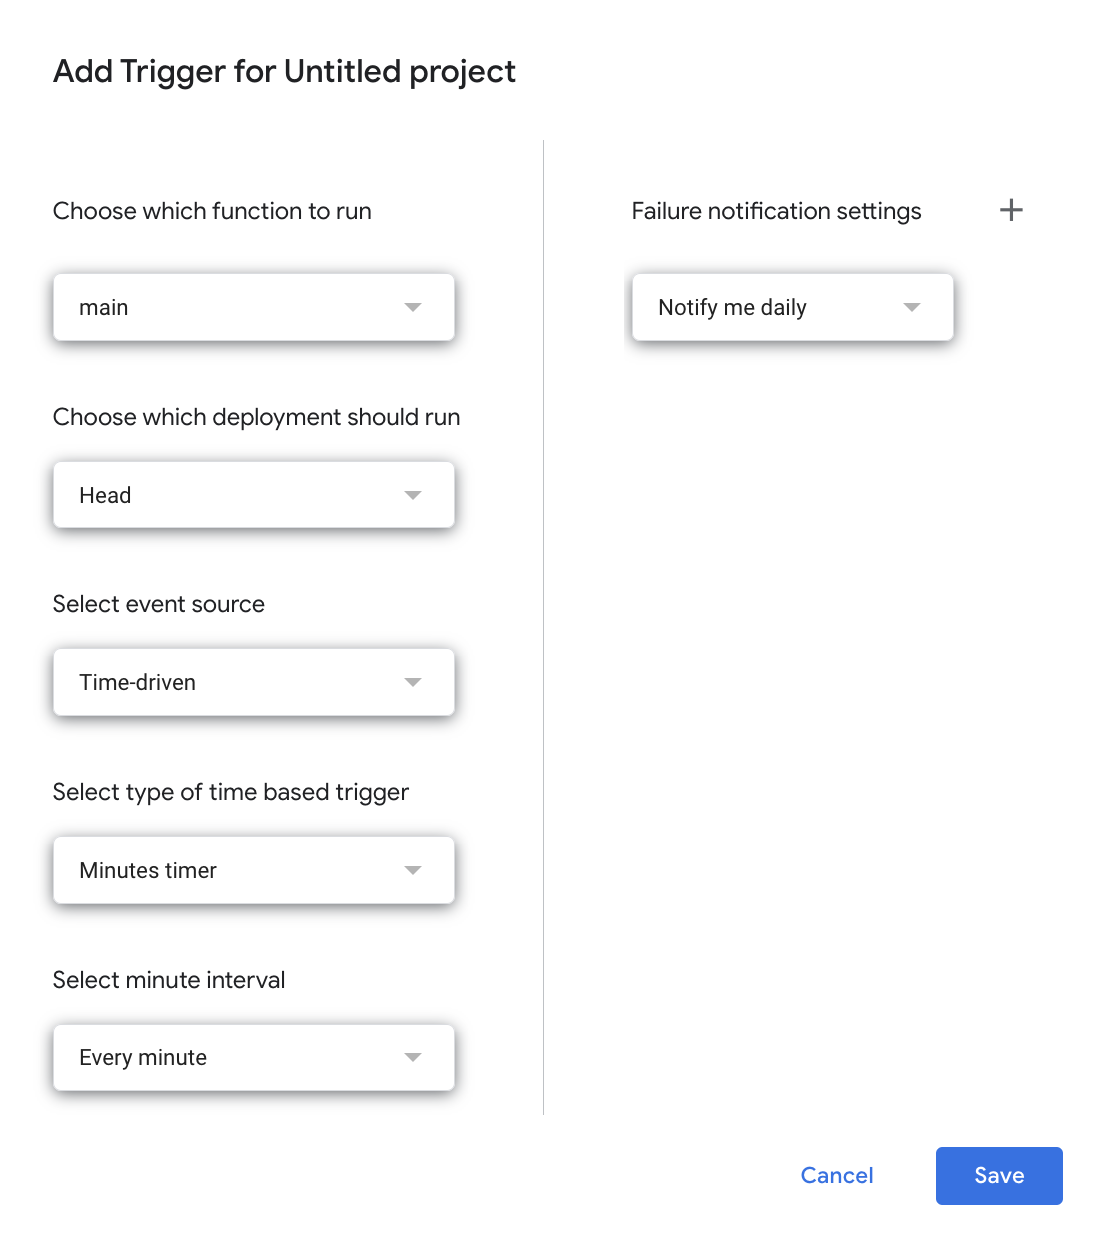 Add Trigger for Untitled project
Choose which function to run
main
Choose which deployment should run
Head
Select event source
Time-driven
Select type of time based trigger
Minutes timer
Select minute interval
Every minute
Failure notification settings
Notify me daily
Cancel
Save